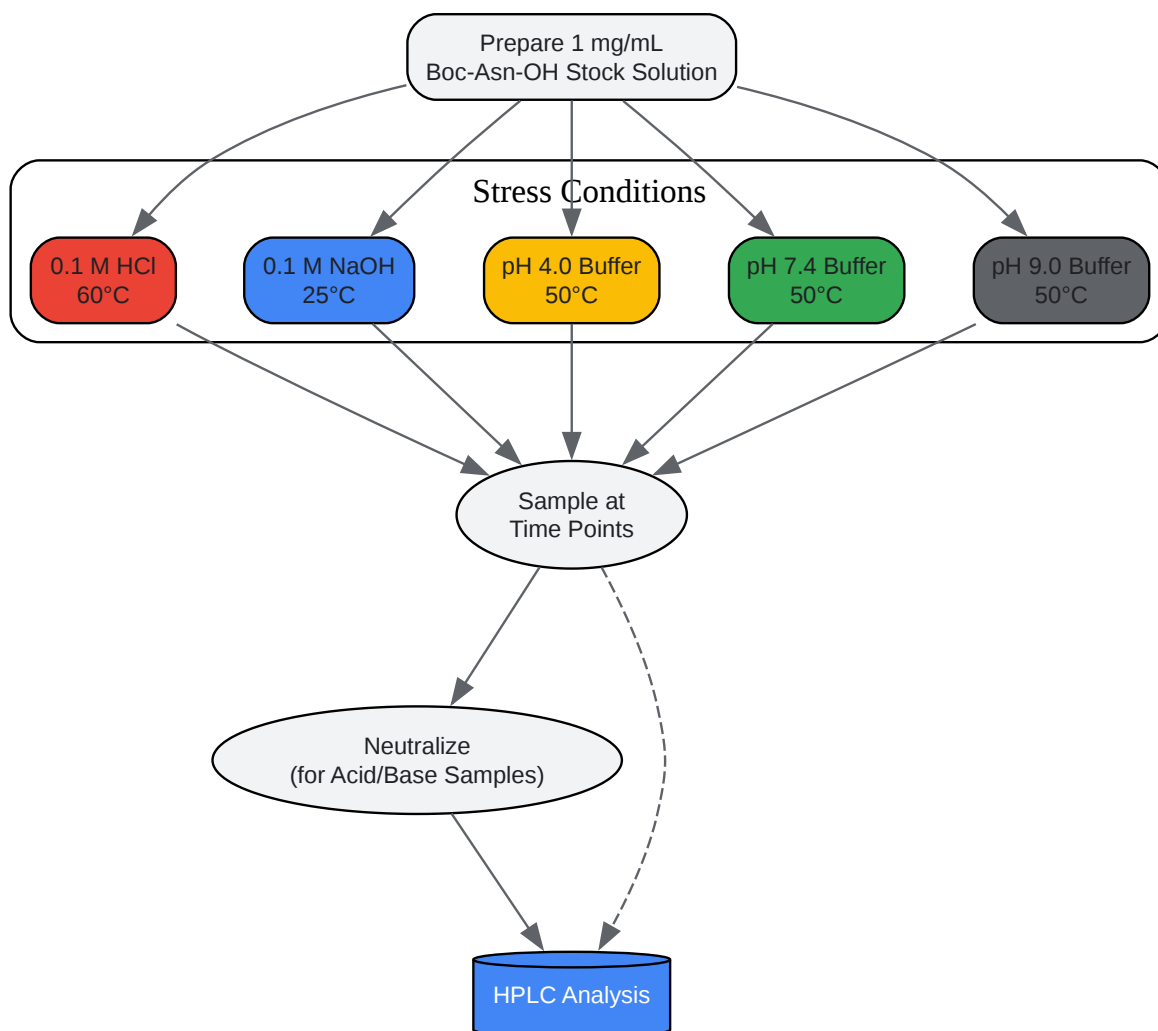 Prepare 1 mg/mL
Boc-Asn-OH Stock Solution
Stress Conditions
0.1 M HCl
60°C
0.1 M NaOH
25°C
pH 4.0 Buffer
50°C
pH 7.4 Buffer
50°C
pH 9.0 Buffer
50°C
Sample at
Time Points
Neutralize
(for Acid/Base Samples)
HPLC Analysis